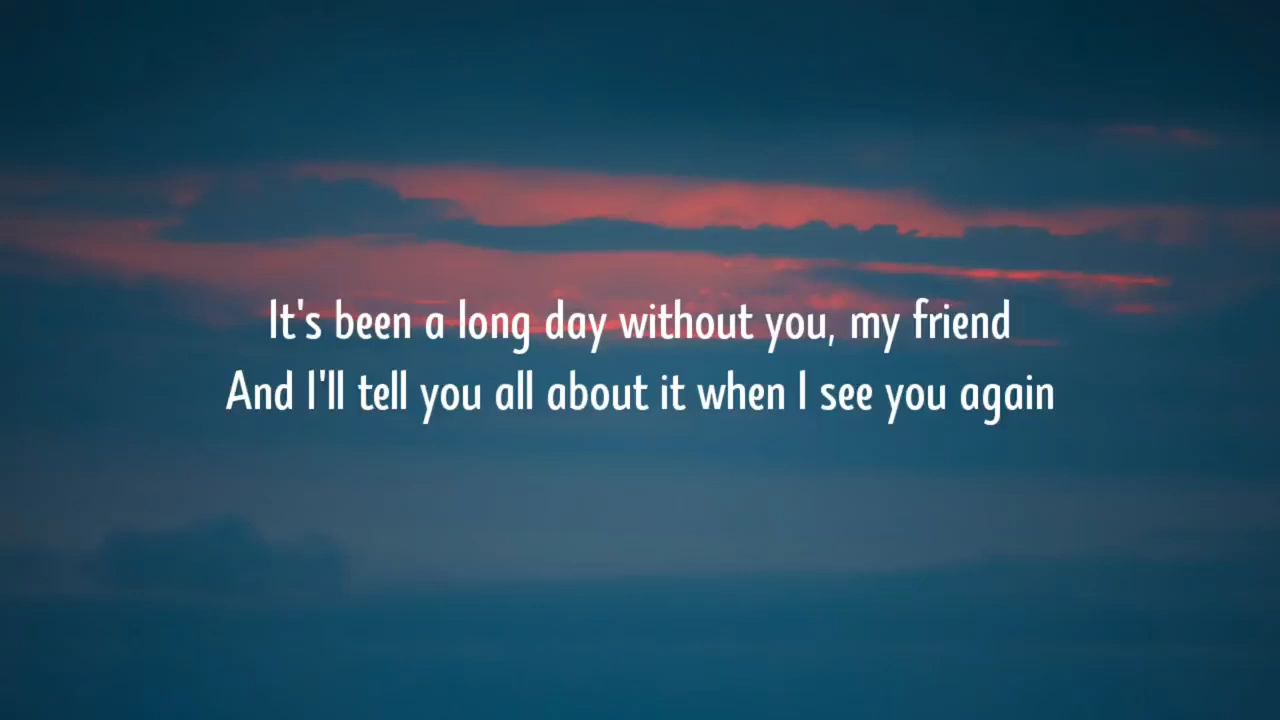 It's been a long day without you, my friend
And I'll tell you all about it when I see you again